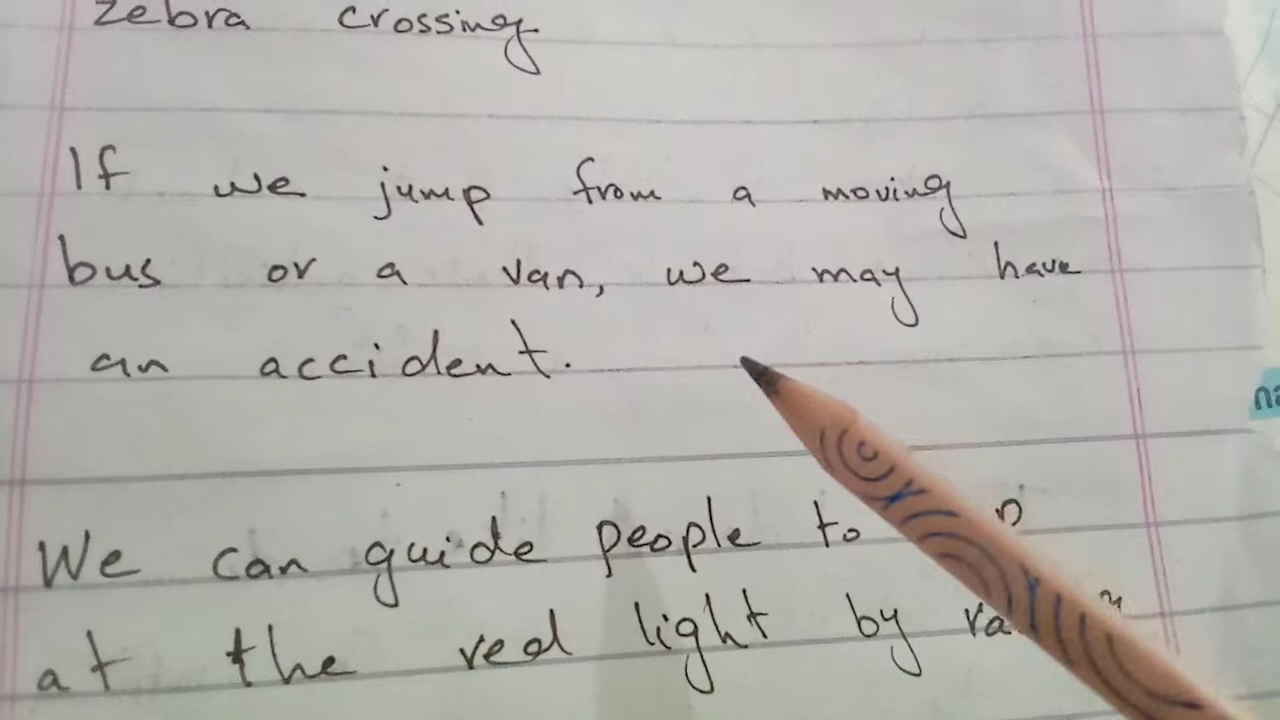 zebra crossing
If we jump from a moving
bus or a van, we may have
an accident.
We can guide people to
at the red light by